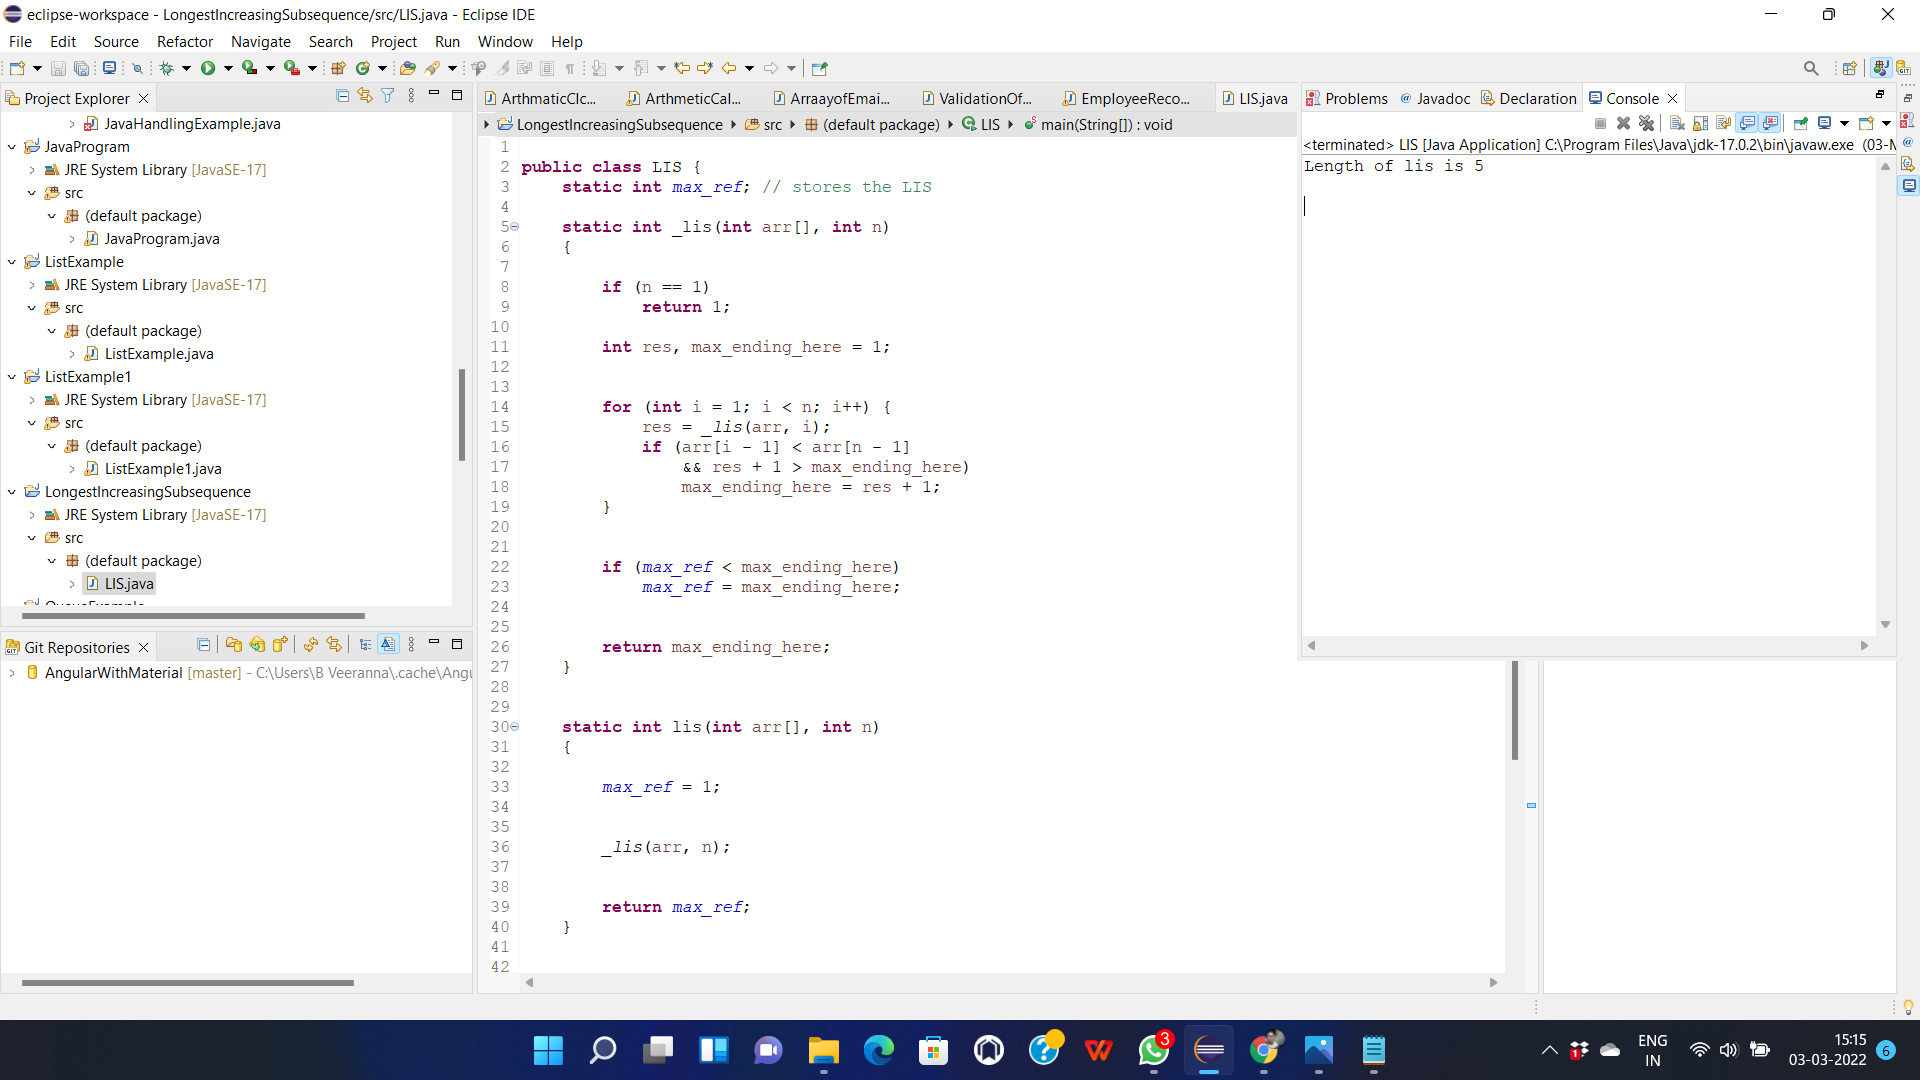 eclipse-workspace - LongestIncreasingSubsequence/src/LIS.java - Eclipse IDE
File Edit Source Refactor Navigate Search Project Run Window Help
Project Explorer
JavaHandlingExample.java
JavaProgram
JRE System Library [JavaSE-17]
src
(default package)
JavaProgram.java
ListExample
JRE System Library [JavaSE-17]
src
(default package)
ListExample.java
ListExample1
JRE System Library [JavaSE-17]
src
(default package)
ListExample1.java
LongestIncreasingSubsequence
JRE System Library [JavaSE-17]
src
(default package)
LIS.java
Git Repositories
AngularWithMaterial [master] - C:\Users\B Veeranna\.cache\Angu
ArthmaticClc... ArthmeticCal... ArraayofEmai... ValidationOf... EmployeeReco... LIS.java
LongestIncreasingSubsequence src (default package) LIS main(String[]) : void
1
2 public class LIS {
3 static int max_ref; // stores the LIS
4
5 static int _lis(int arr[], int n)
6 {
7
8 if (n == 1)
9 return 1;
10
11 int res, max_ending_here = 1;
12
13
14 for (int i = 1; i < n; i++) {
15 res = _lis(arr, i);
16 if (arr[i - 1] < arr[n - 1]
17 && res + 1 > max_ending_here)
18 max_ending_here = res + 1;
19 }
20
21
22 if (max_ref < max_ending_here)
23 max_ref = max_ending_here;
24
25
26 return max_ending_here;
27 }
28
29
30 static int lis(int arr[], int n)
31 {
32
33 max_ref = 1;
34
35
36 _lis(arr, n);
37
38
39 return max_ref;
40 }
41
42
Problems Javadoc Declaration Console
<terminated> LIS [Java Application] C:\Program Files\Java\jdk-17.0.2\bin\javaw.exe (03-M
Length of lis is 5
3
1
ENG
IN
15:15
03-03-2022
6